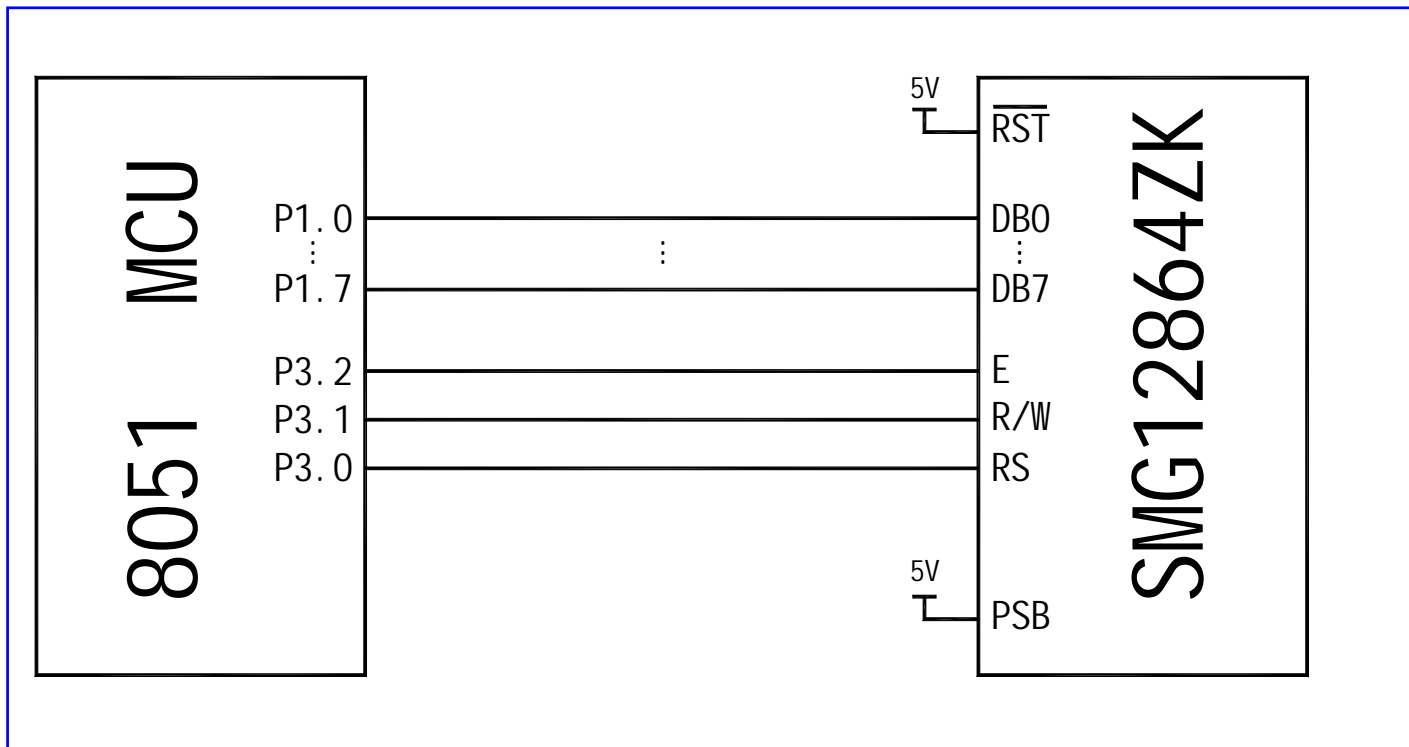 8051 MCU
P1.0
⋮
P1.7
P3.2
P3.1
P3.0
⋮
5V
RST
DB0
⋮
DB7
E
R/W
RS
5V
PSB
SMG12864ZK